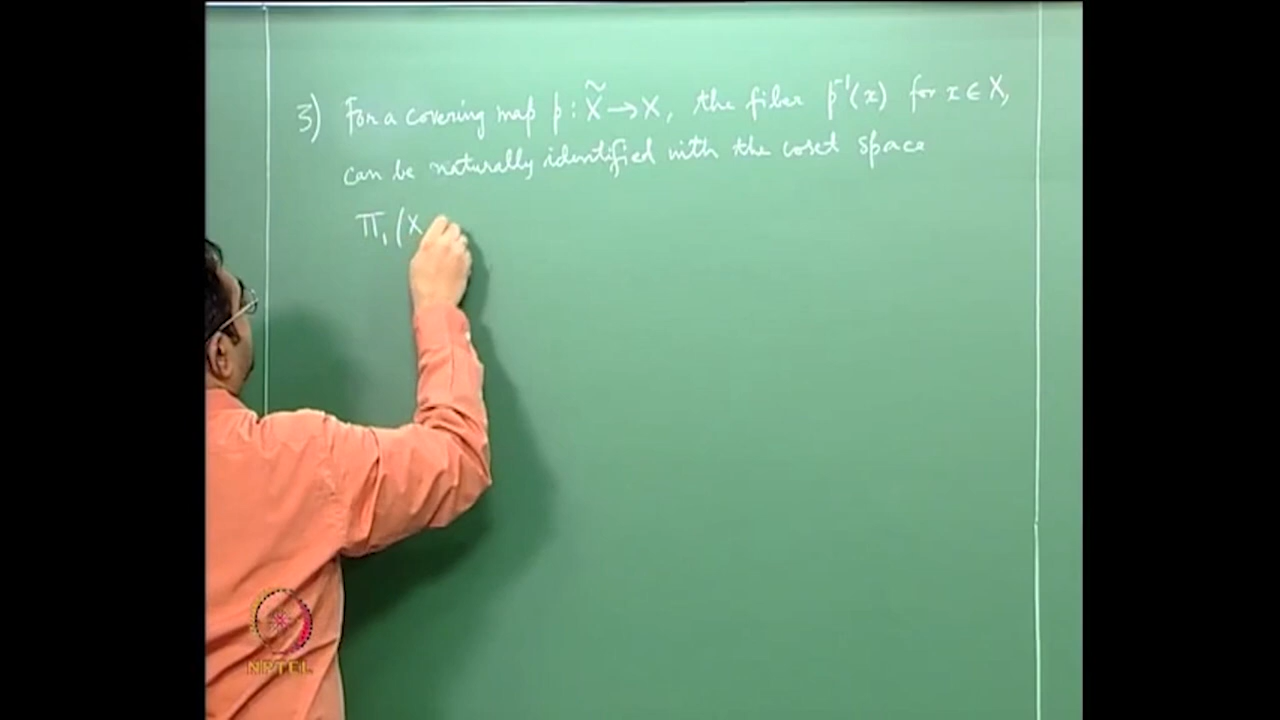 3) For a covering map p : X̃ → X, the fiber p⁻¹(x) for x ∈ X,
can be naturally identified with the coset space
Π₁(X
NPTEL